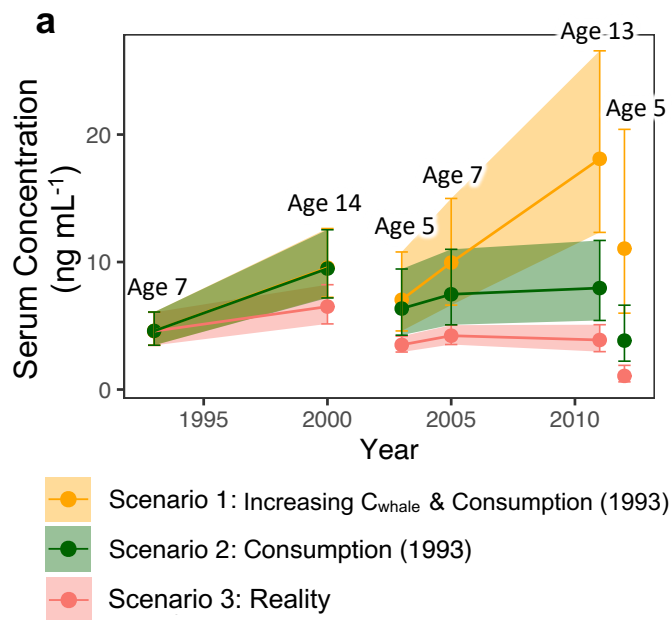 a
Age 13
Age 5
Age 7
Age 14
Age 5
Age 7
20
10
0
Serum Concentration
(ng mL⁻¹)
1995
2000
2005
2010
Year
Scenario 1: Increasing Cwhale & Consumption (1993)
Scenario 2: Consumption (1993)
Scenario 3: Reality